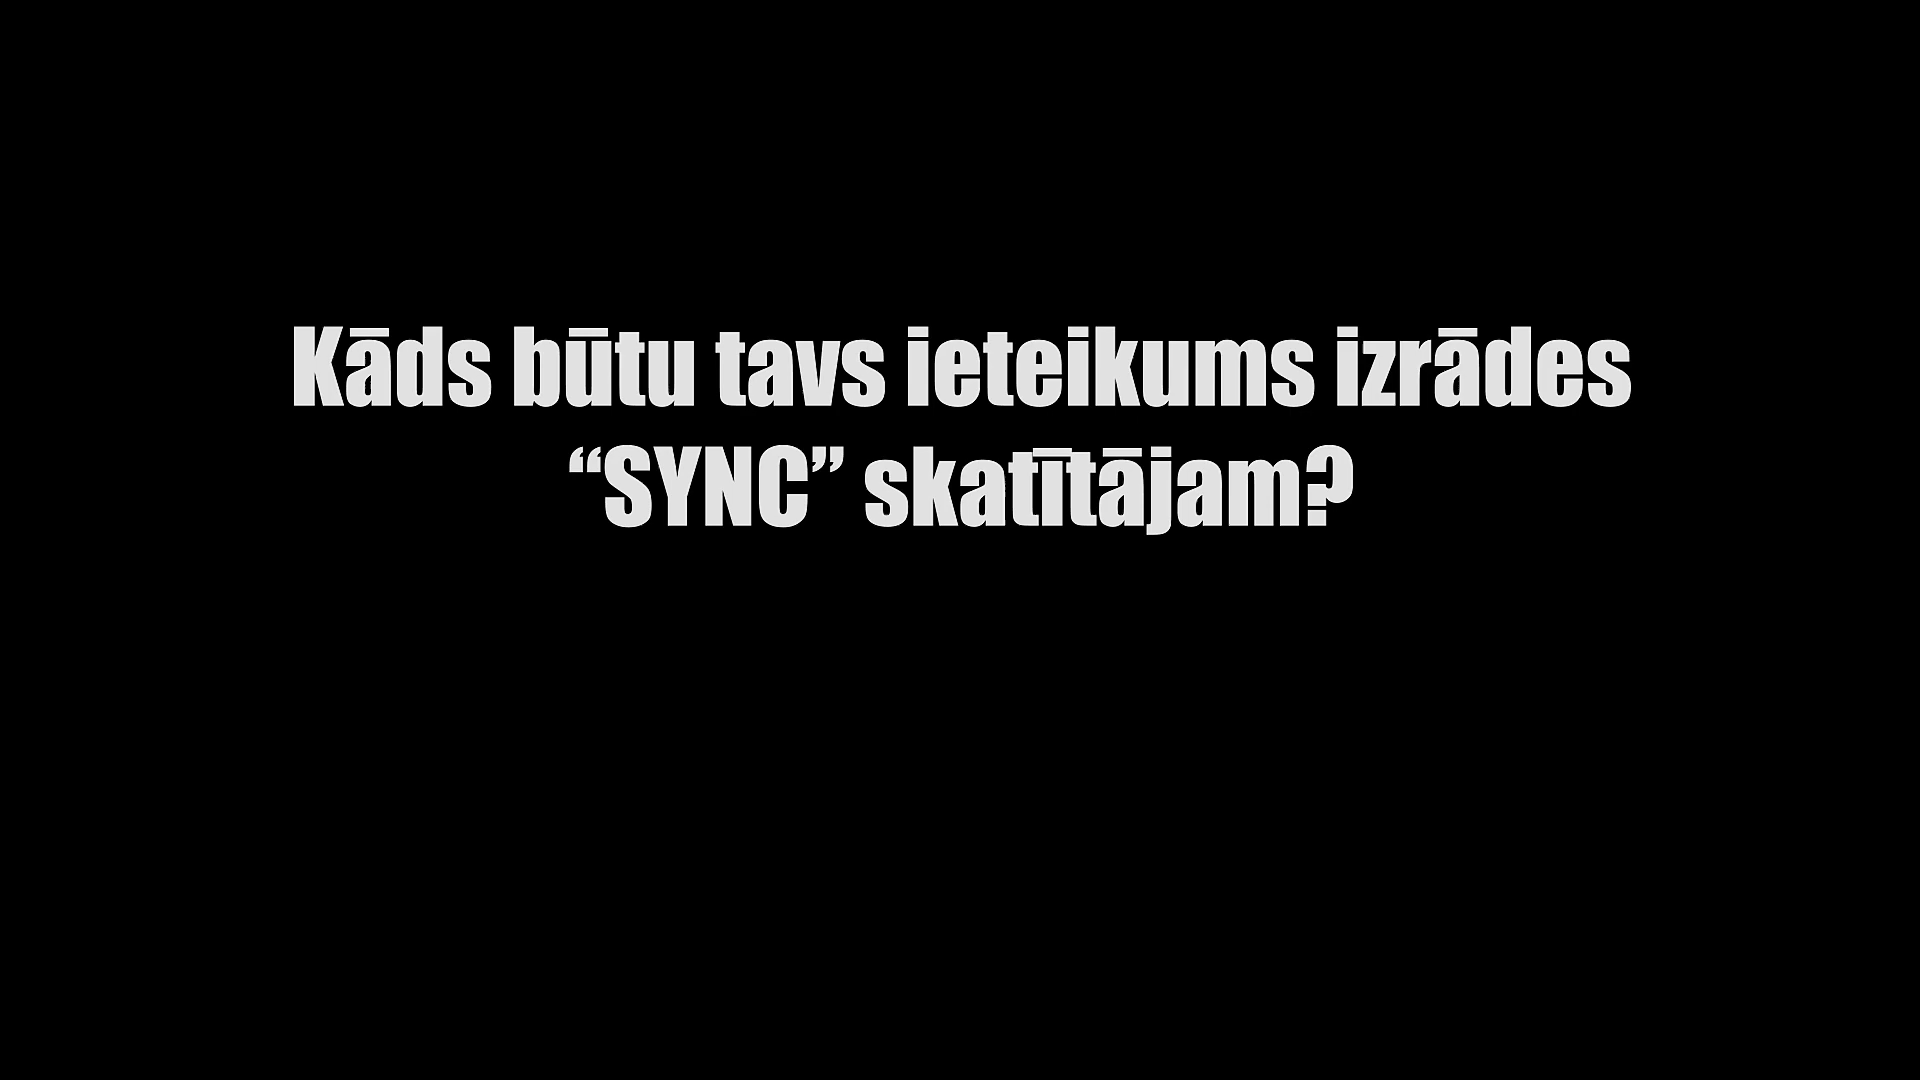 Kāds būtu tavs ieteikums izrādes
“SYNC” skatītājam?